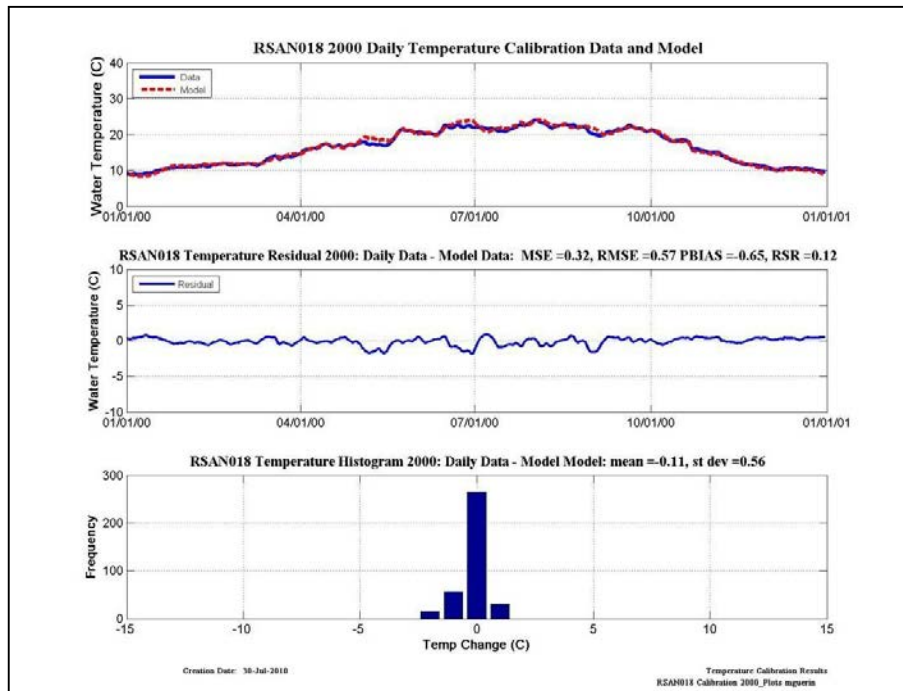 RSAN018 2000 Daily Temperature Calibration Data and Model
Water Temperature (C)
40
30
20
10
0
Data
Model
01/01/00
04/01/00
07/01/00
10/01/00
01/01/01
RSAN018 Temperature Residual 2000: Daily Data - Model Data: MSE =0.32, RMSE =0.57 PBIAS =-0.65, RSR =0.12
Water Temperature (C)
10
5
0
-5
-10
Residual
01/01/00
04/01/00
07/01/00
10/01/00
01/01/01
RSAN018 Temperature Histogram 2000: Daily Data - Model Model: mean =-0.11, st dev =0.56
Frequency
300
200
100
0
-15
-10
-5
0
5
10
15
Temp Change (C)
Creation Date: 30-Jul-2010
Temperature Calibration Results
RSAN018 Calibration 2000_Plots mguerin